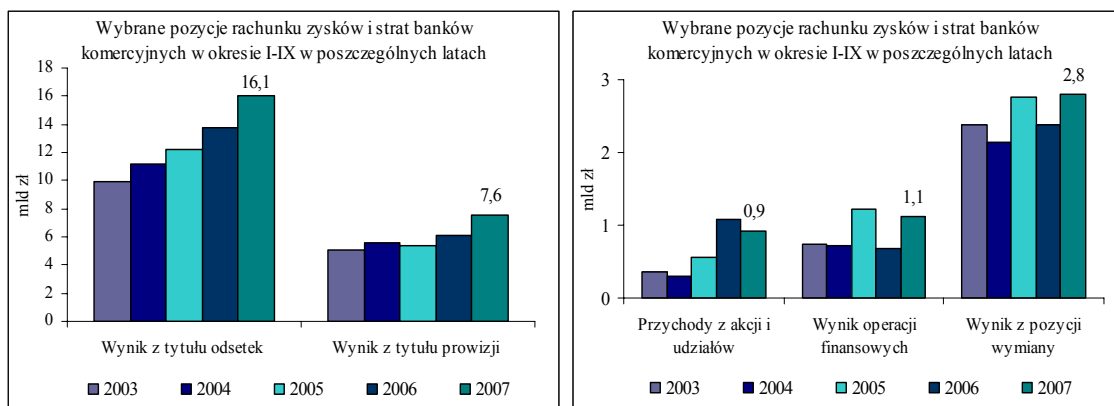 Wybrane pozycje rachunku zysków i strat banków
komercyjnych w okresie I-IX w poszczególnych latach
mld zł
18
16
14
12
10
8
6
4
2
0
16,1
7,6
Wynik z tytułu odsetek
Wynik z tytułu prowizji
2003 2004 2005 2006 2007
Wybrane pozycje rachunku zysków i strat banków
komercyjnych w okresie I-IX w poszczególnych latach
mld zł
3
2
1
0
0,9
1,1
2,8
Przychody z akcji i
udziałów
Wynik operacji
finansowych
Wynik z pozycji
wymiany
2003 2004 2005 2006 2007